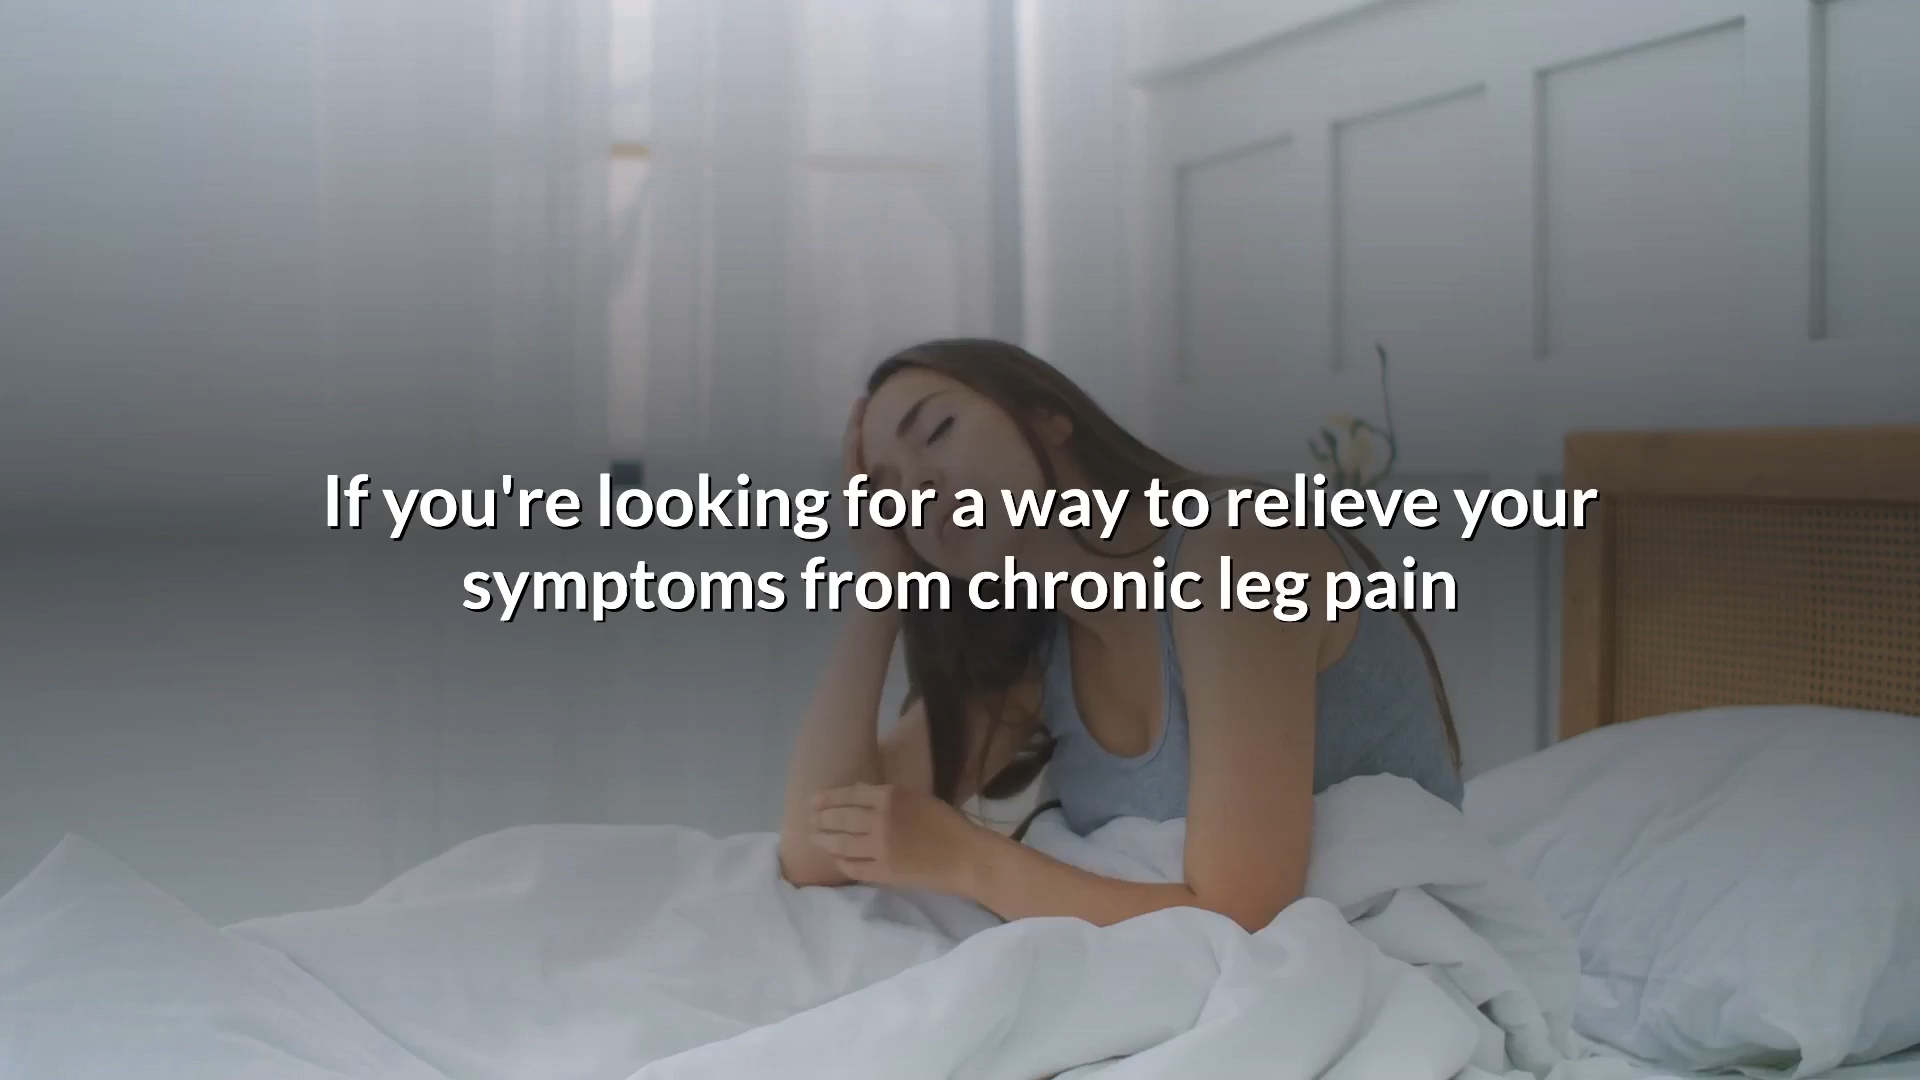 If you're looking for a way to relieve your
symptoms from chronic leg pain